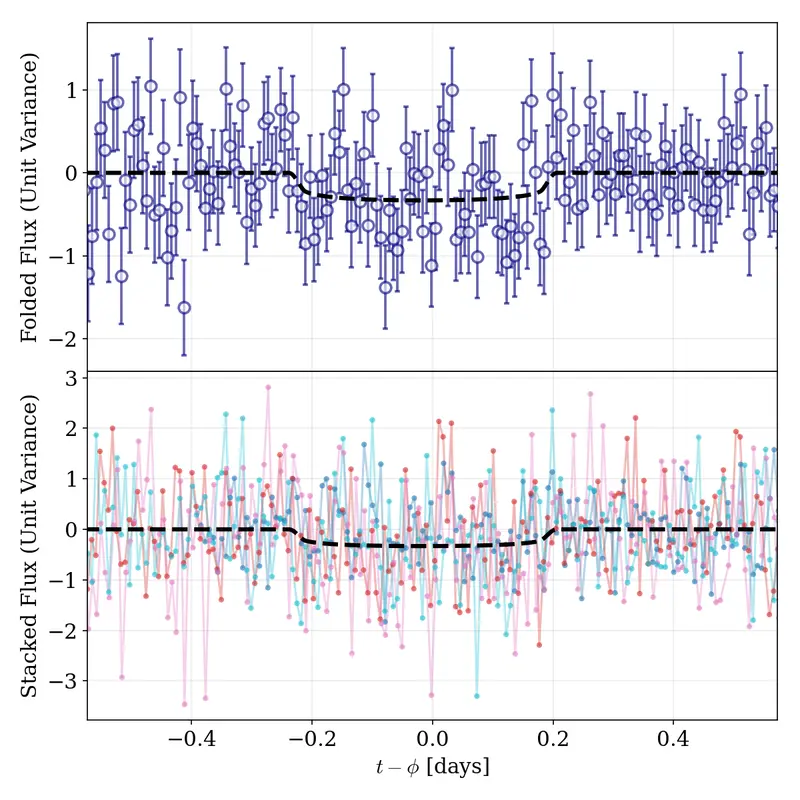 Folded Flux (Unit Variance)
1
0
−1
−2
Stacked Flux (Unit Variance)
3
2
1
0
−1
−2
−3
−0.4 −0.2 0.0 0.2 0.4
t − ϕ [days]